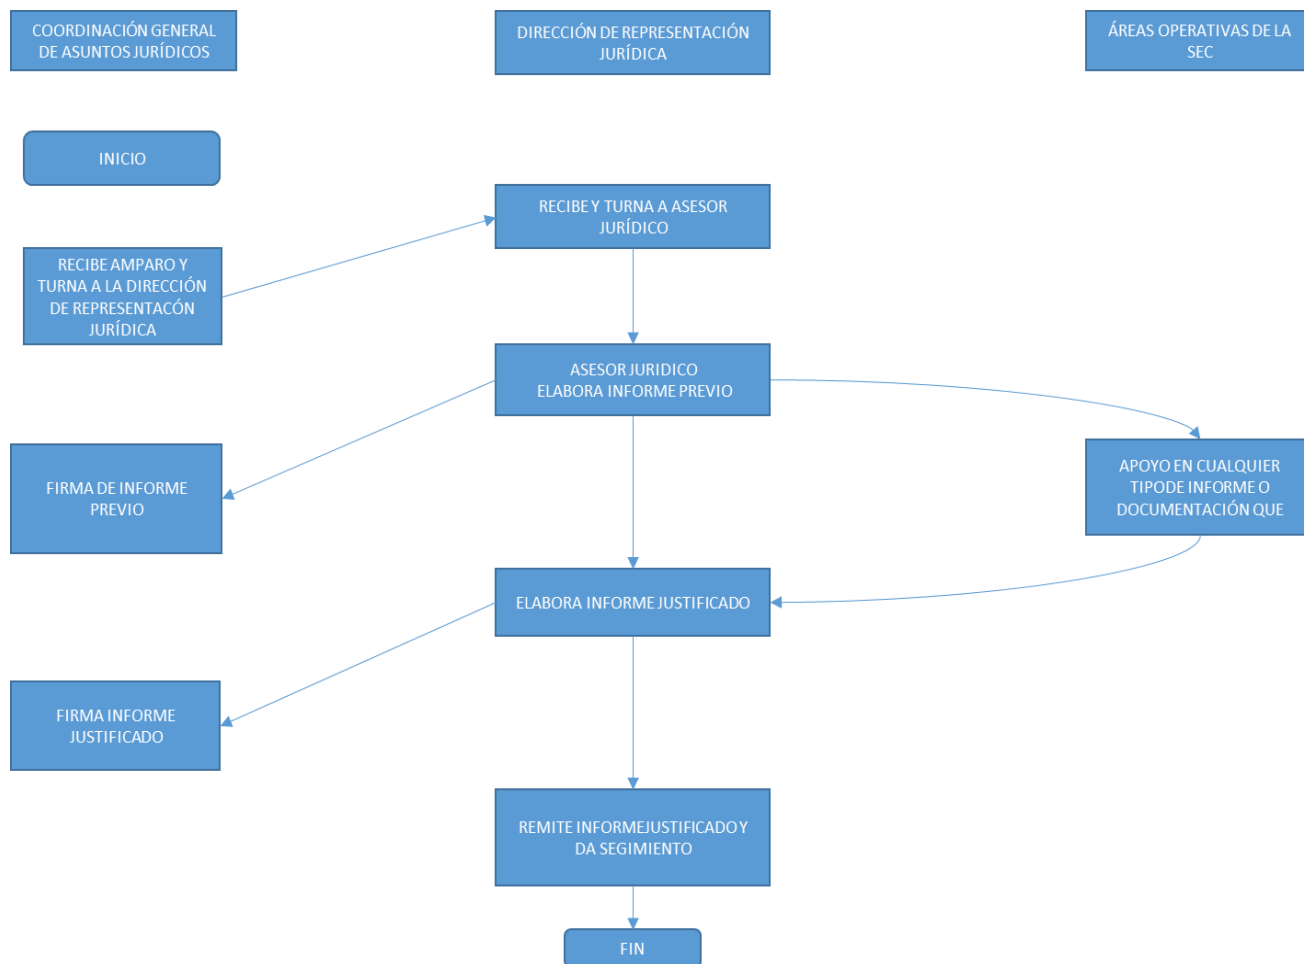 COORDINACIÓN GENERAL
DE ASUNTOS JURÍDICOS
DIRECCIÓN DE REPRESENTACIÓN
JURÍDICA
ÁREAS OPERATIVAS DE LA
SEC
INICIO
RECIBE Y TURNA A ASESOR
JURÍDICO
RECIBE AMPARO Y
TURNA A LA DIRECCIÓN
DE REPRESENTACÓN
JURÍDICA
ASESOR JURIDICO
ELABORA INFORME PREVIO
FIRMA DE INFORME
PREVIO
APOYO EN CUALQUIER
TIPODE INFORME O
DOCUMENTACIÓN QUE
ELABORA INFORME JUSTIFICADO
FIRMA INFORME
JUSTIFICADO
REMITE INFORMEJUSTIFICADO Y
DA SEGIMIENTO
FIN